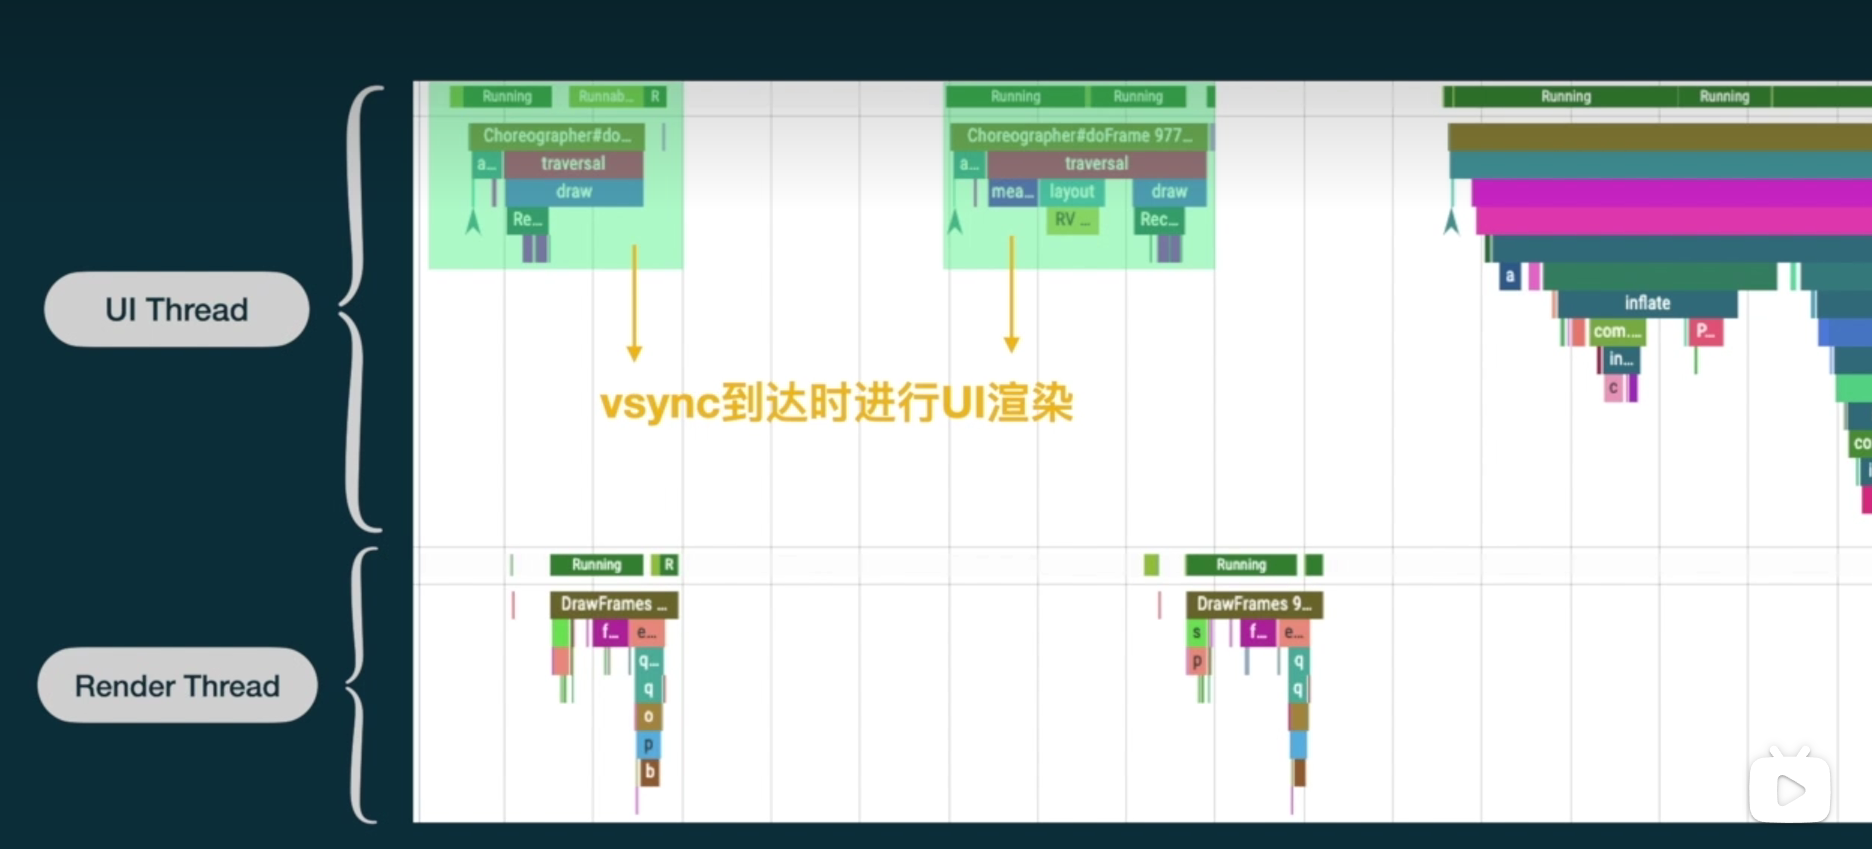 Running Runnab... R Running Running Running Running
Choreographer#do... Choreographer#doFrame 977...
a... traversal a... traversal
draw mea... layout draw
Re... RV ... Rec...
a
UI Thread
inflate
com.... P...
in...
c
vsync到达时进行UI渲染
co
Running R Running
DrawFrames ... DrawFrames 9...
f... e... s f... e...
q... p q
Render Thread
q q
o
p
b